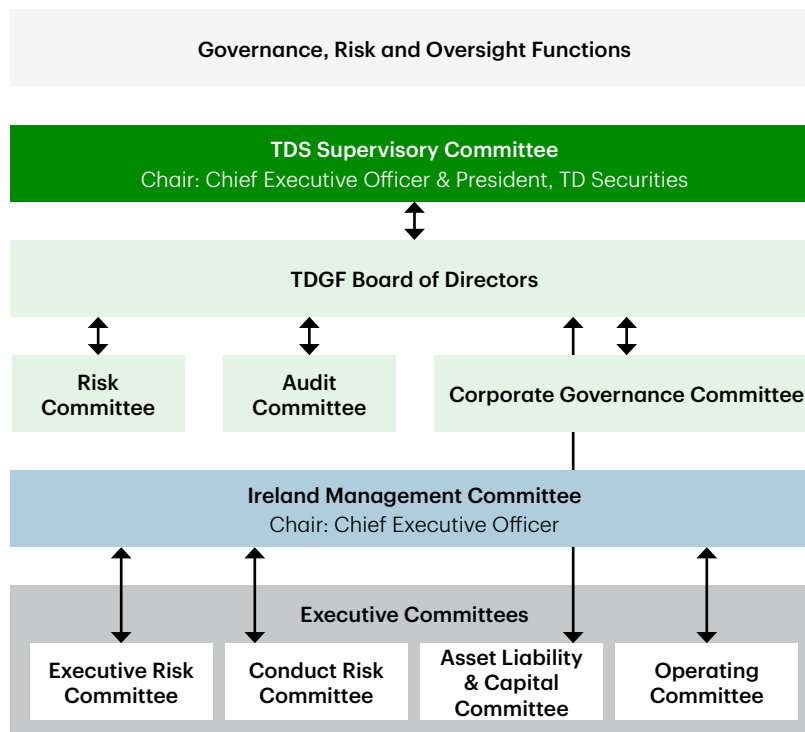 Governance, Risk and Oversight Functions
TDS Supervisory Committee
Chair: Chief Executive Officer & President, TD Securities
TDGF Board of Directors
Risk
Committee
Audit
Committee
Corporate Governance Committee
Ireland Management Committee
Chair: Chief Executive Officer
Executive Committees
Executive Risk
Committee
Conduct Risk
Committee
Asset Liability
& Capital
Committee
Operating
Committee